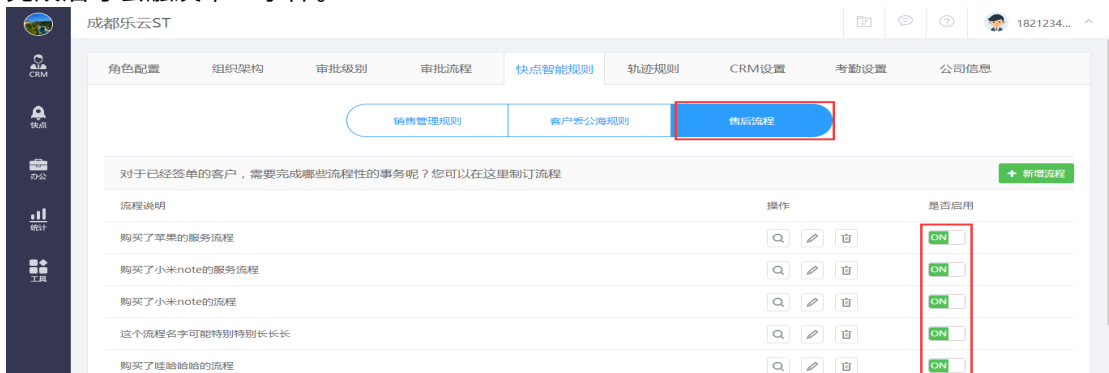 成都乐云ST
1821234...
CRM
快点
办公
统计
工具
角色配置 组织架构 审批级别 审批流程 快点智能规则 轨迹规则 CRM设置 考勤设置 公司信息
销售管理规则 客户丢公海规则 售后流程
对于已经签单的客户，需要完成哪些流程性的事务呢？您可以在这里制订流程 + 新增流程
流程说明 操作 是否启用
购买了苹果的服务流程 ON
购买了小米note的服务流程 ON
购买了小米note的流程 ON
这个流程名字可能特别特别长长长 ON
购买了哇哈哈哈的流程 ON